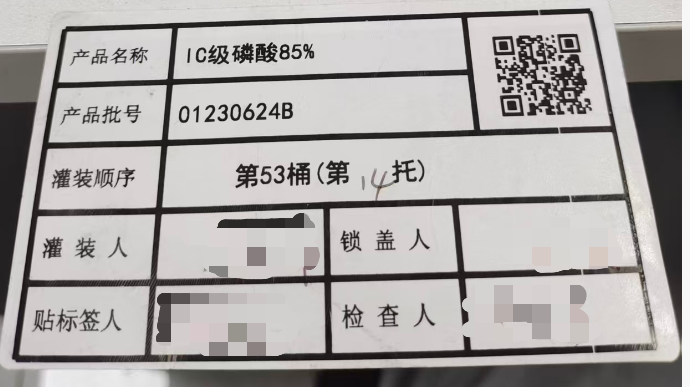 产品名称 IC级磷酸85%
产品批号 01230624B
灌装顺序 第53桶(第14托)
灌装人 锁盖人
贴标签人 检查人